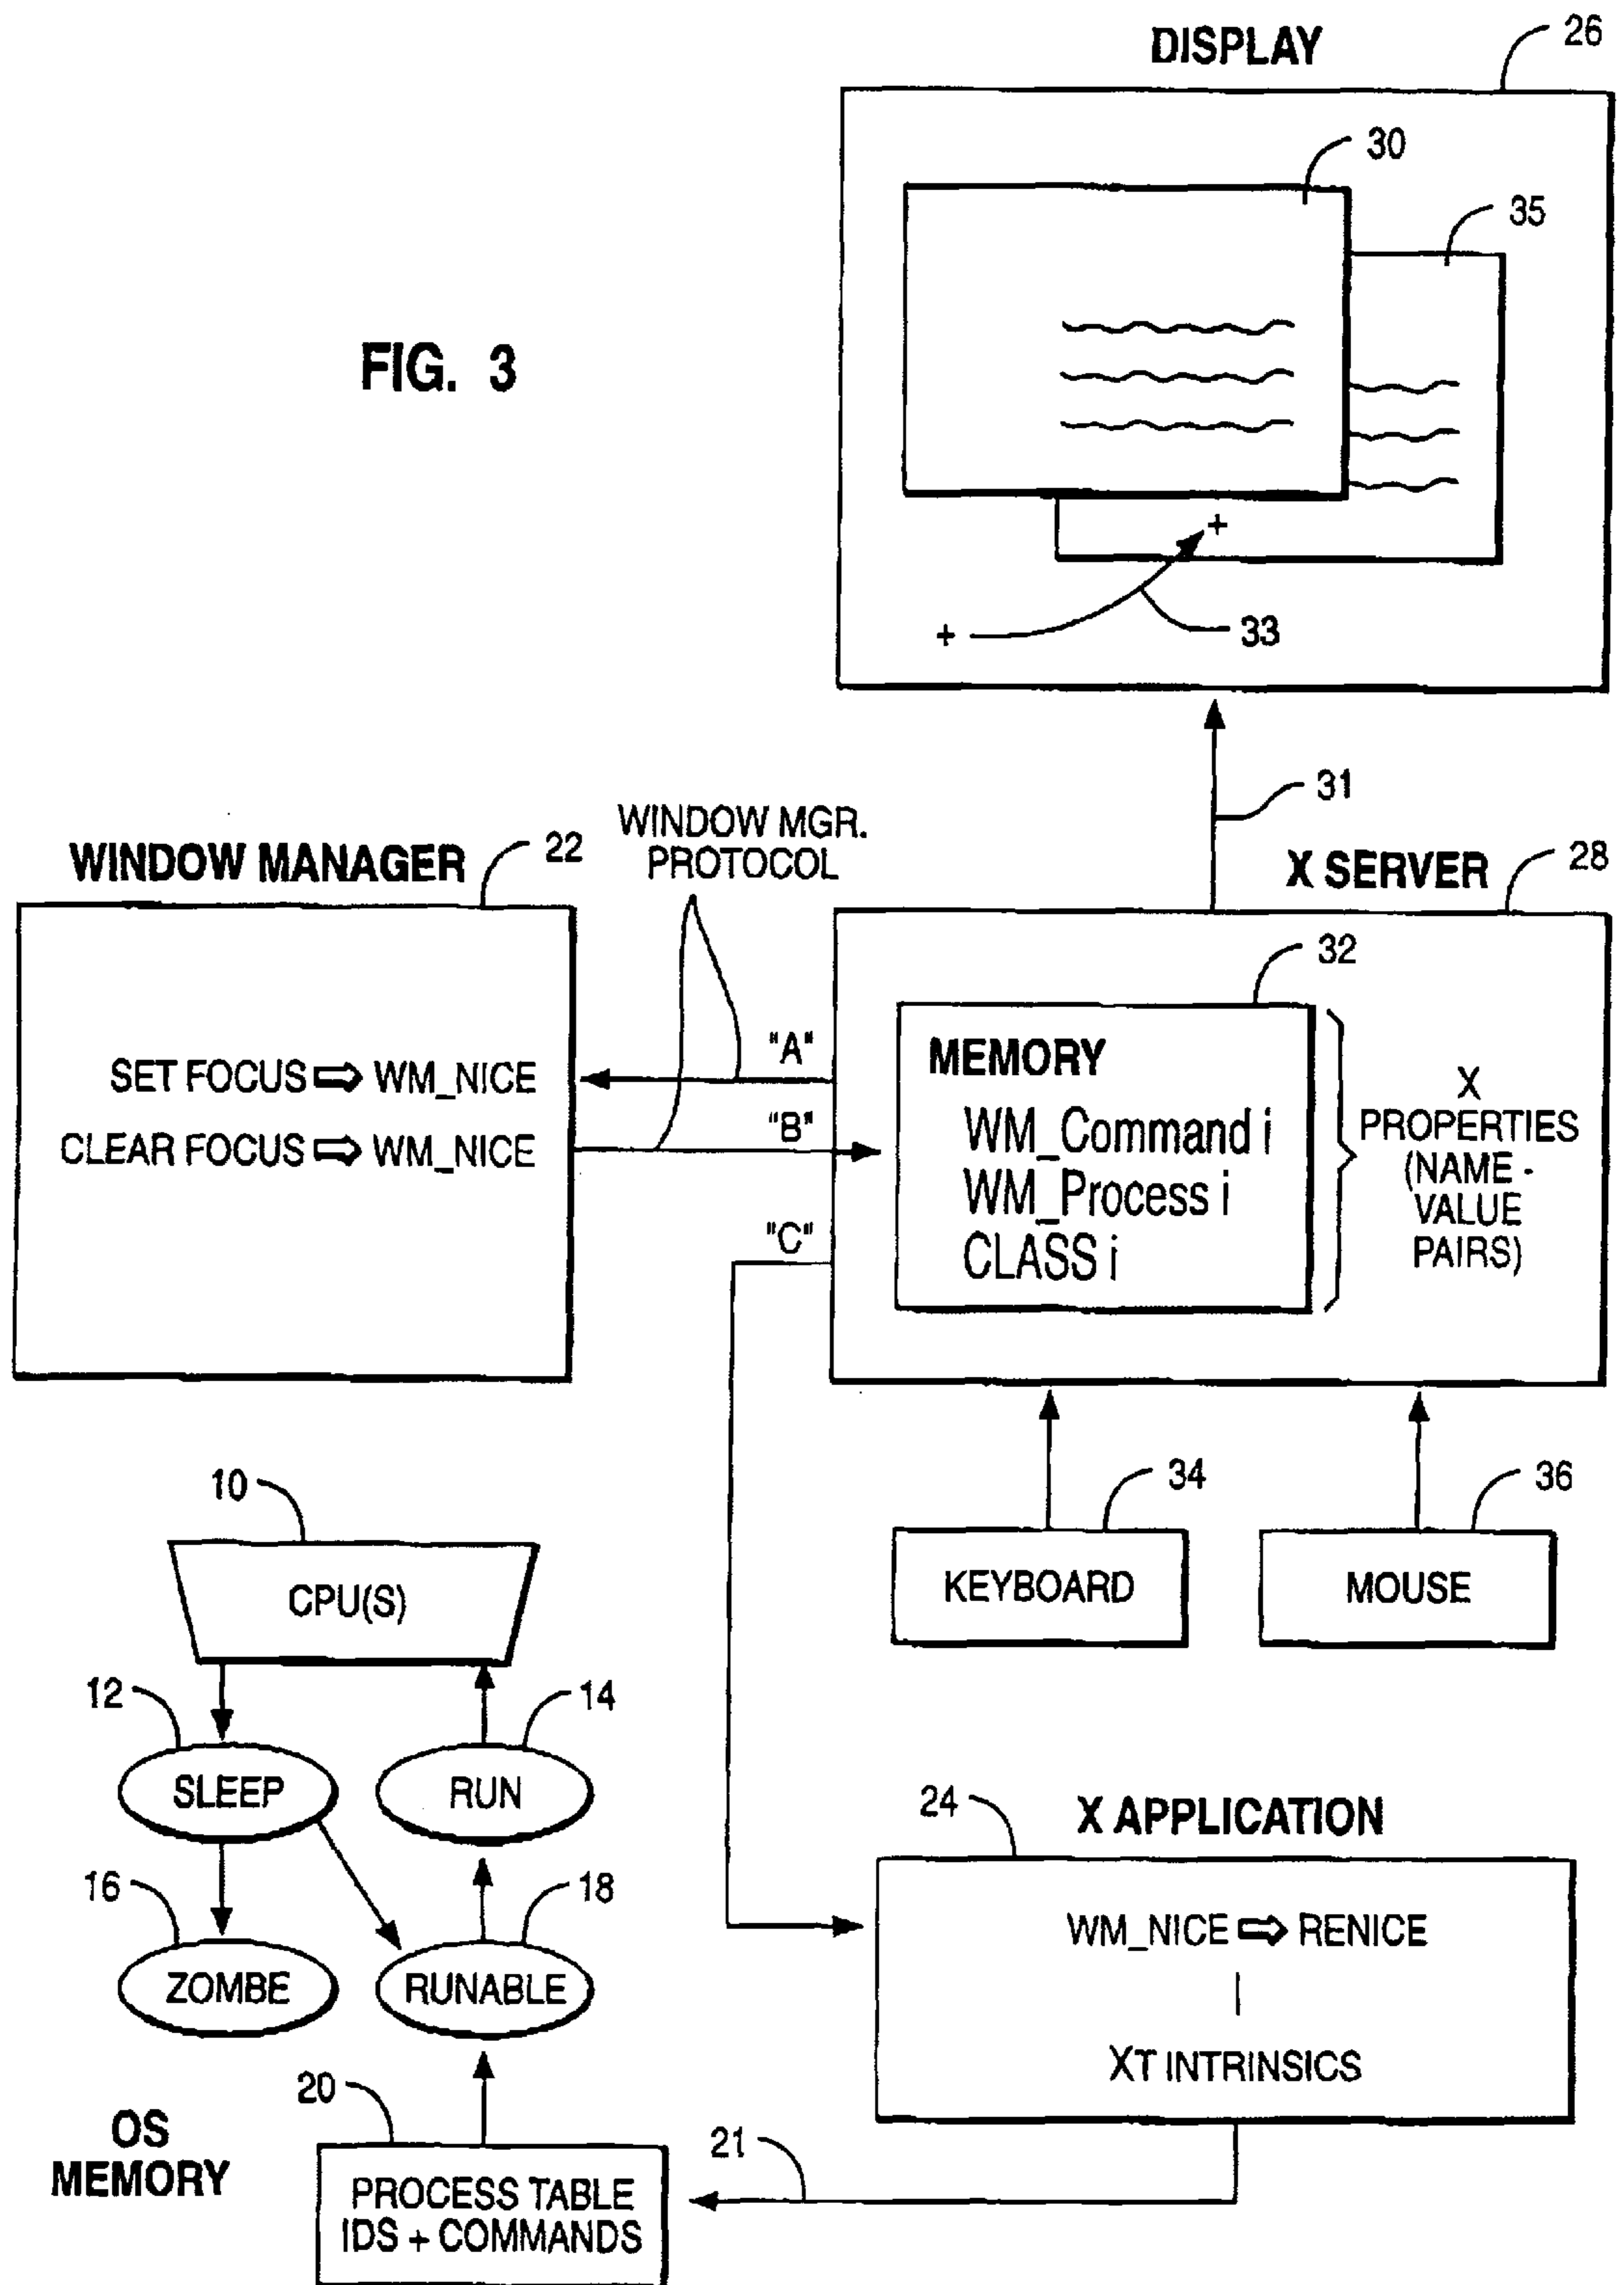 DISPLAY
26
30
35
FIG. 3
33
31
WINDOW MGR.
PROTOCOL
WINDOW MANAGER
22
X SERVER
28
32
SET FOCUS ⇨ WM_NICE
CLEAR FOCUS ⇨ WM_NICE
"A"
"B"
"C"
MEMORY
WM_Command i
WM_Process i
CLASS i
X
PROPERTIES
(NAME -
VALUE
PAIRS)
10
CPU(S)
34
KEYBOARD
36
MOUSE
12
SLEEP
14
RUN
16
ZOMBE
18
RUNABLE
24
X APPLICATION
WM_NICE ⇨ RENICE
XT INTRINSICS
OS
MEMORY
20
PROCESS TABLE
IDS + COMMANDS
21